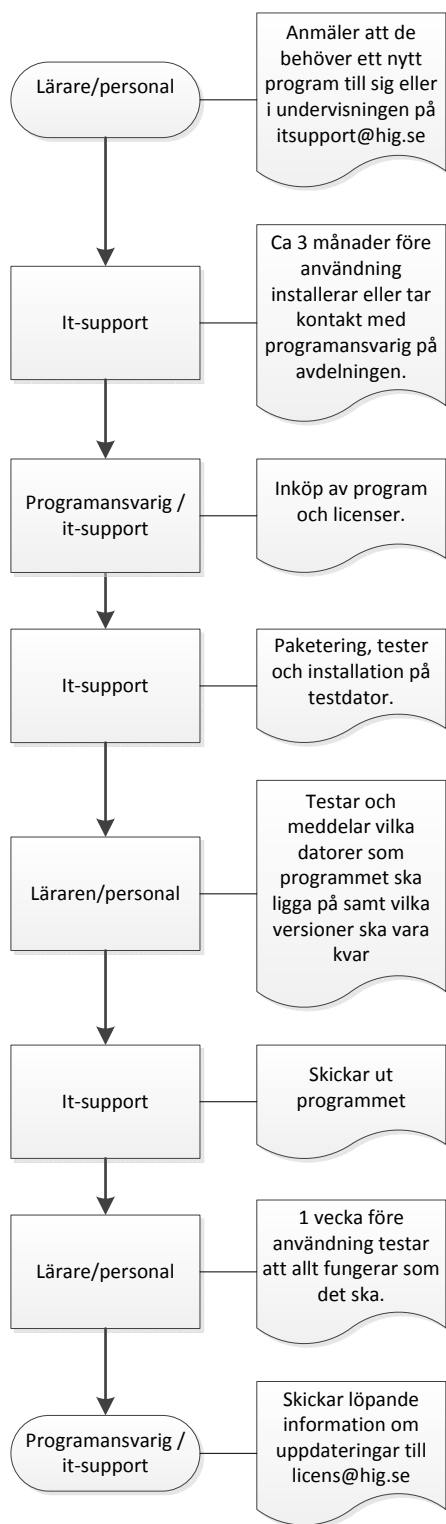 Lärare/personal
Anmäler att de
behöver ett nytt
program till sig eller
i undervisningen på
itsupport@hig.se
It-support
Ca 3 månader före
användning
installerar eller tar
kontakt med
programansvarig på
avdelningen.
Programansvarig /
it-support
Inköp av program
och licenser.
It-support
Paketering, tester
och installation på
testdator.
Läraren/personal
Testar och
meddelar vilka
datorer som
programmet ska
ligga på samt vilka
versioner ska vara
kvar
It-support
Skickar ut
programmet
Lärare/personal
1 vecka före
användning testar
att allt fungerar som
det ska.
Programansvarig /
it-support
Skickar löpande
information om
uppdateringar till
licens@hig.se